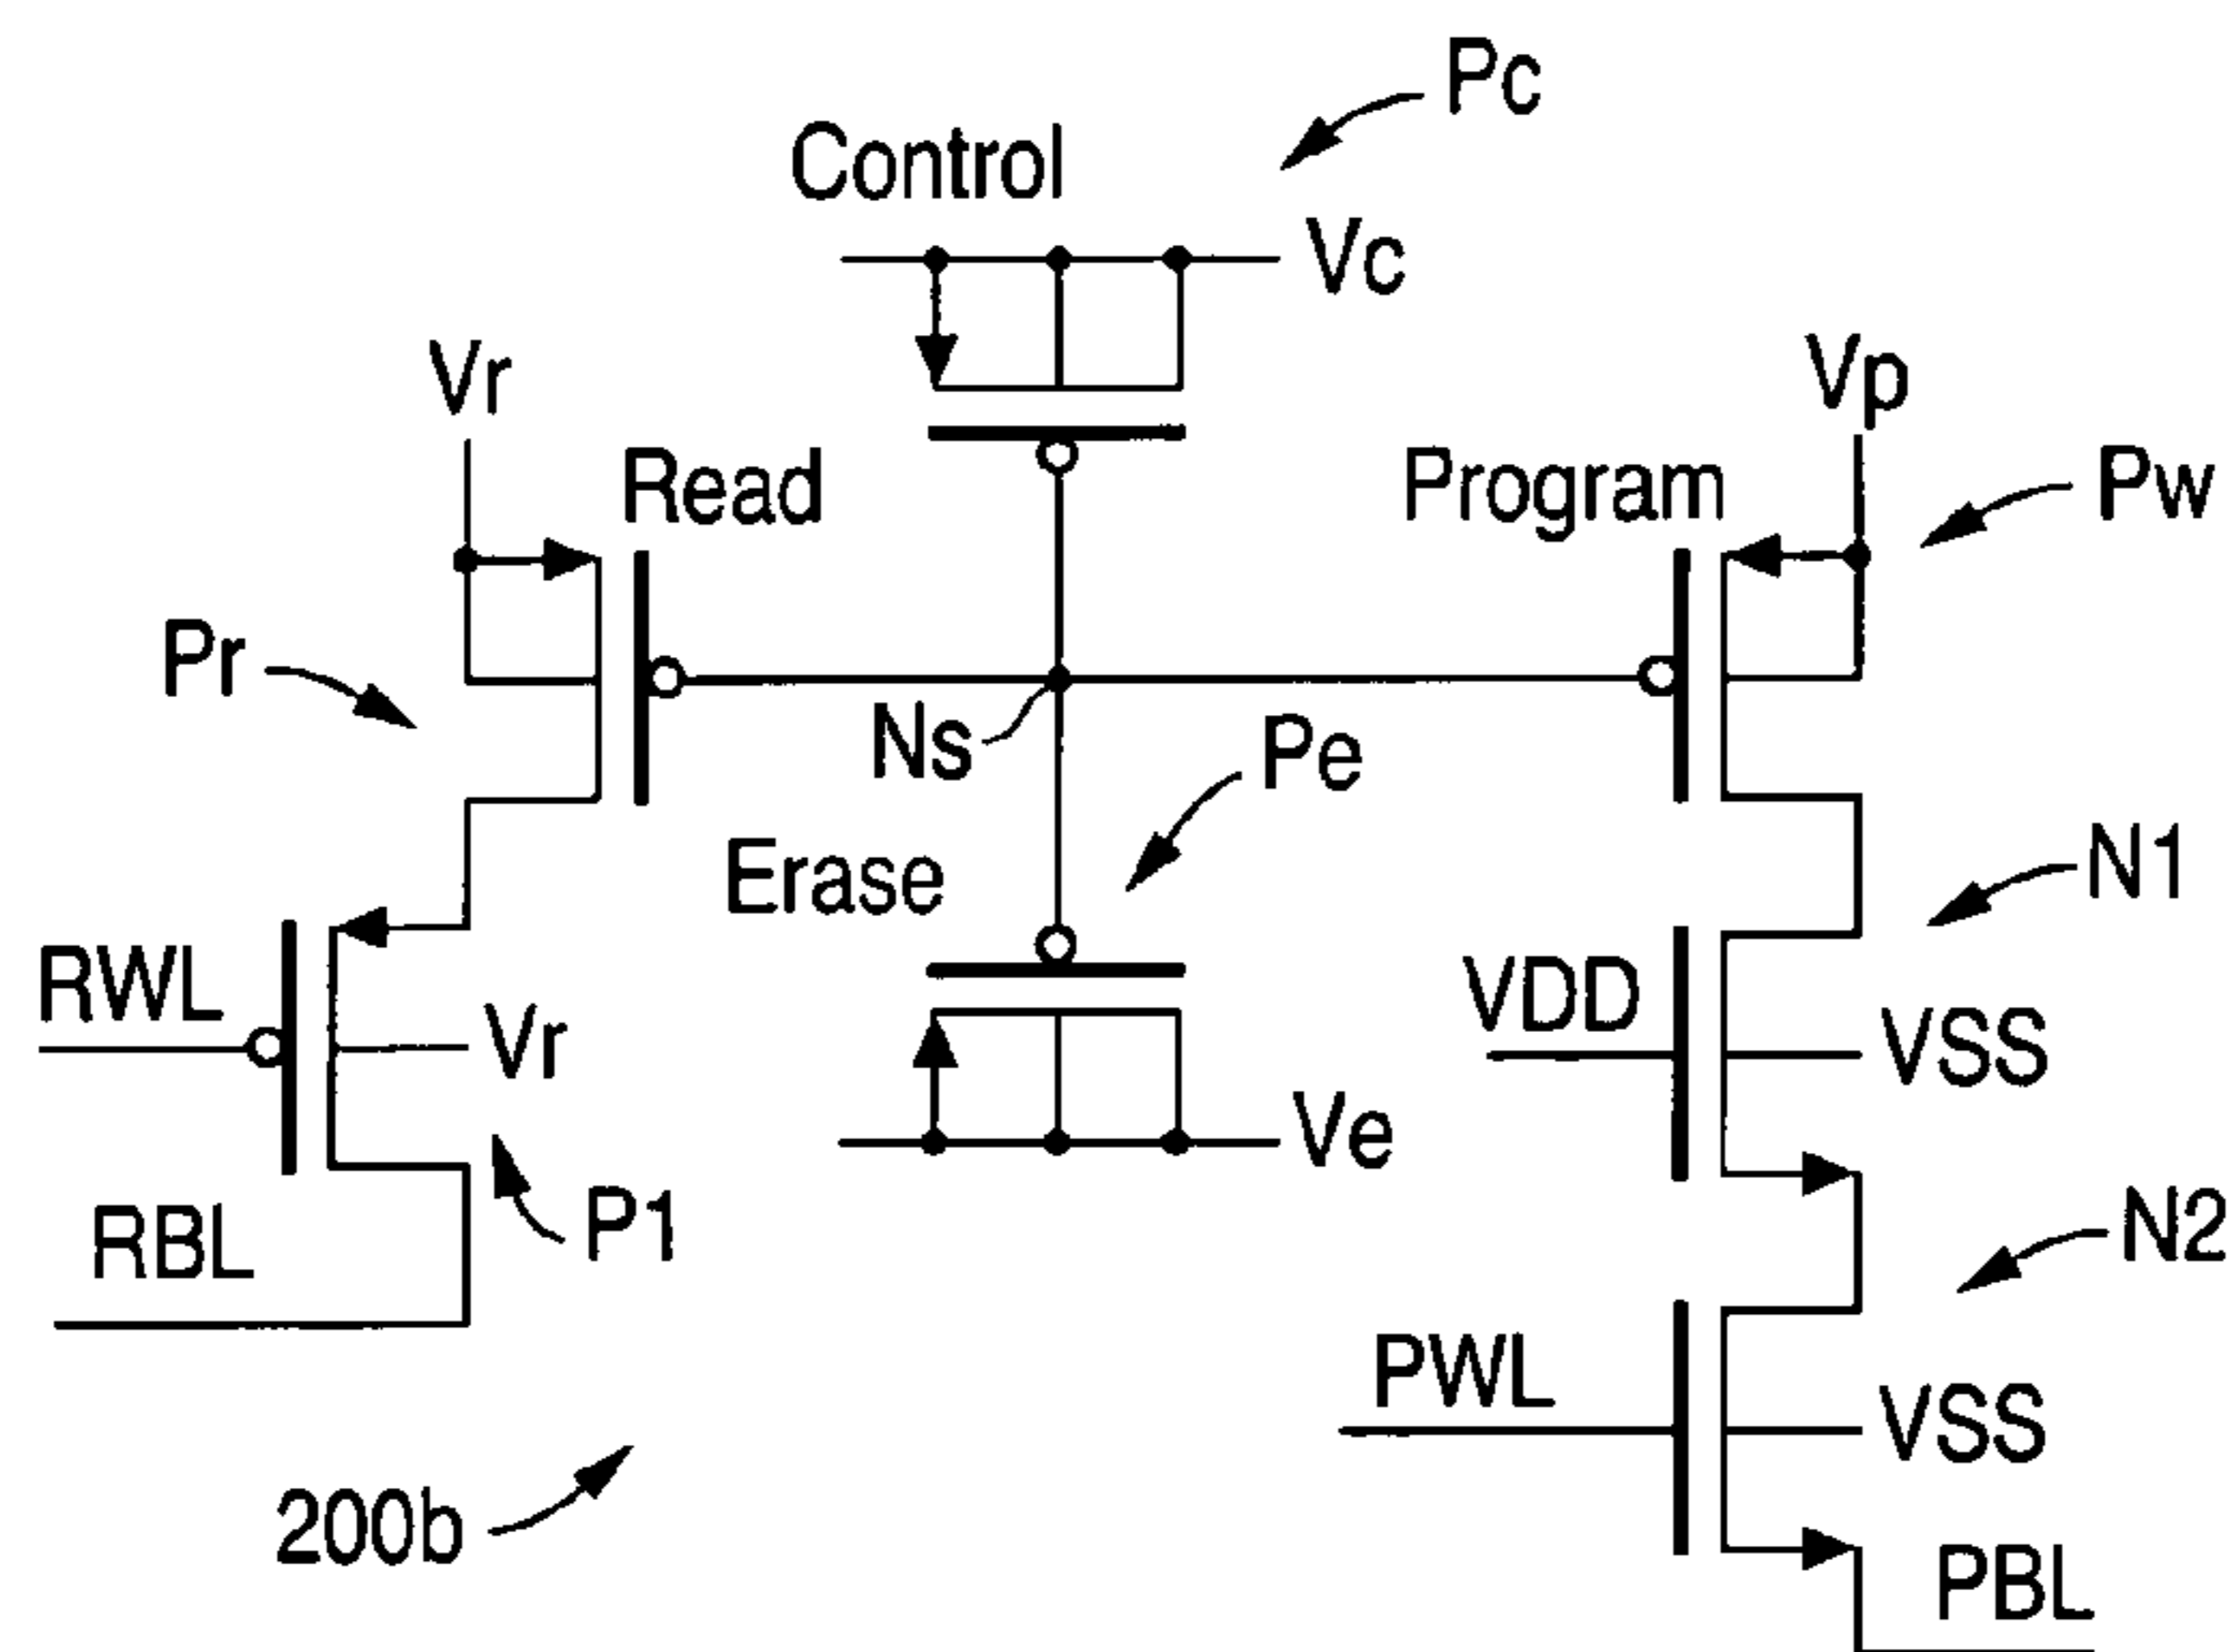 Pc
Control
Vc
Vr
Vp
Read
Program
Pw
Pr
Ns
Pe
N1
Erase
RWL
VDD
Vr
VSS
Ve
P1
RBL
N2
PWL
VSS
200b
PBL